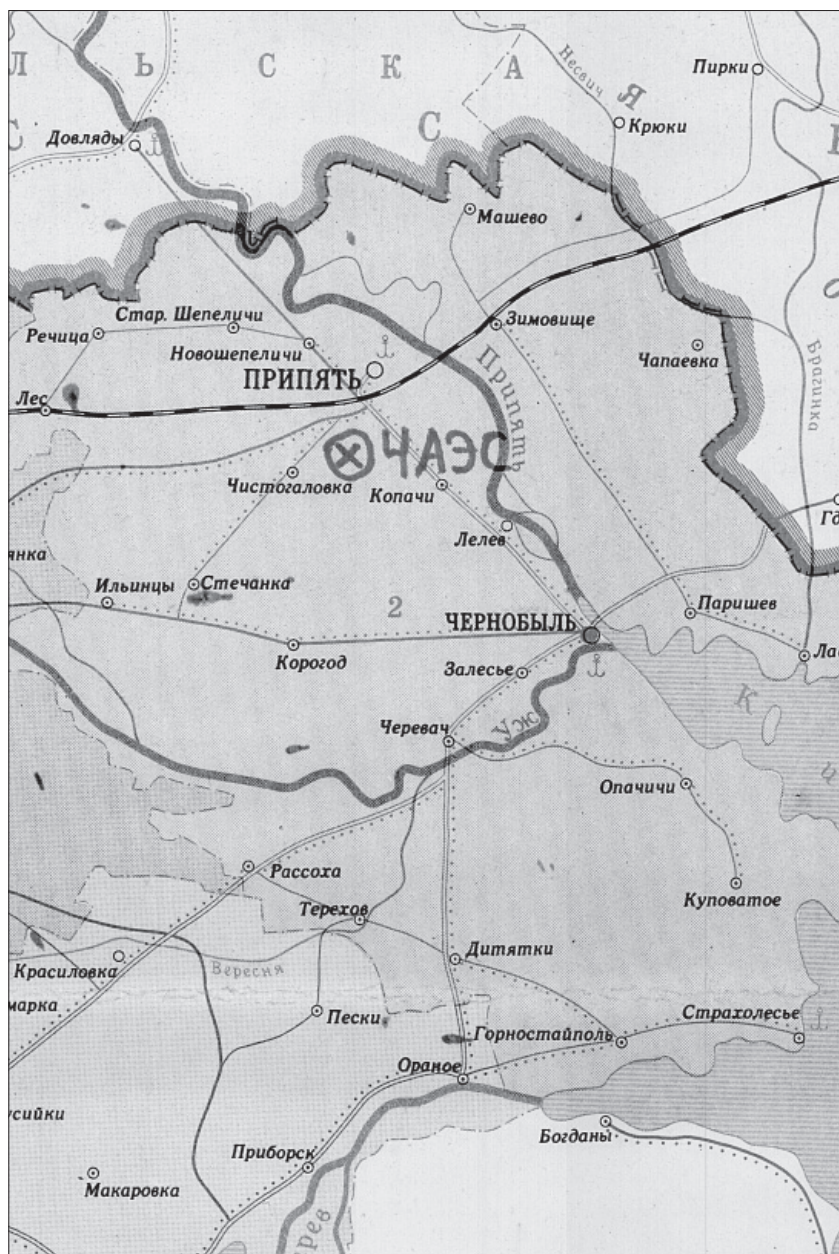 Л Ь С К А Я
С
Несвич
Пирки
Крюки
Довляды
Машево
Стар. Шепеличи
Речица
Новошепеличи
Зимовище
Чапаевка
Брагинка
ПРИПЯТЬ
Припять
Лес
ЧАЭС
Чистогаловка
Копачи
Лелев
Ильинцы
Стечанка
2
Паришев
ЧЕРНОБЫЛЬ
Корогод
Залесье
К
Уж
Черевач
Опачичи
Рассоха
Терехов
Куповатое
Дитятки
Вересня
Красиловка
Пески
Горностайполь
Страхолесье
Ораное
Богданы
Приборск
Макаровка